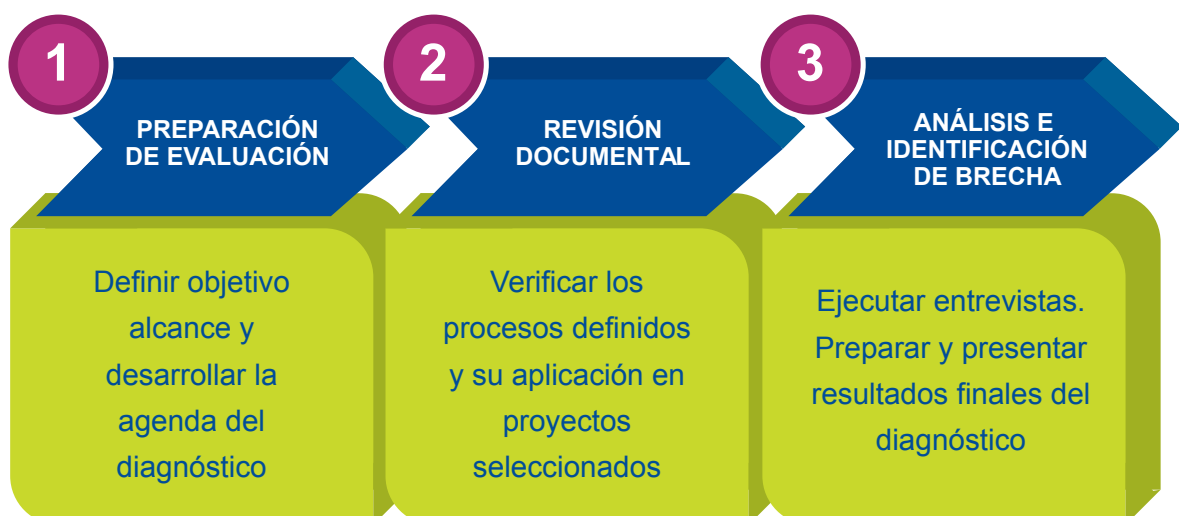 1
PREPARACIÓN
DE EVALUACIÓN
Definir objetivo
alcance y
desarrollar la
agenda del
diagnóstico
2
REVISIÓN
DOCUMENTAL
Verificar los
procesos definidos
y su aplicación en
proyectos
seleccionados
3
ANÁLISIS E
IDENTIFICACIÓN
DE BRECHA
Ejecutar entrevistas.
Preparar y presentar
resultados finales del
diagnóstico